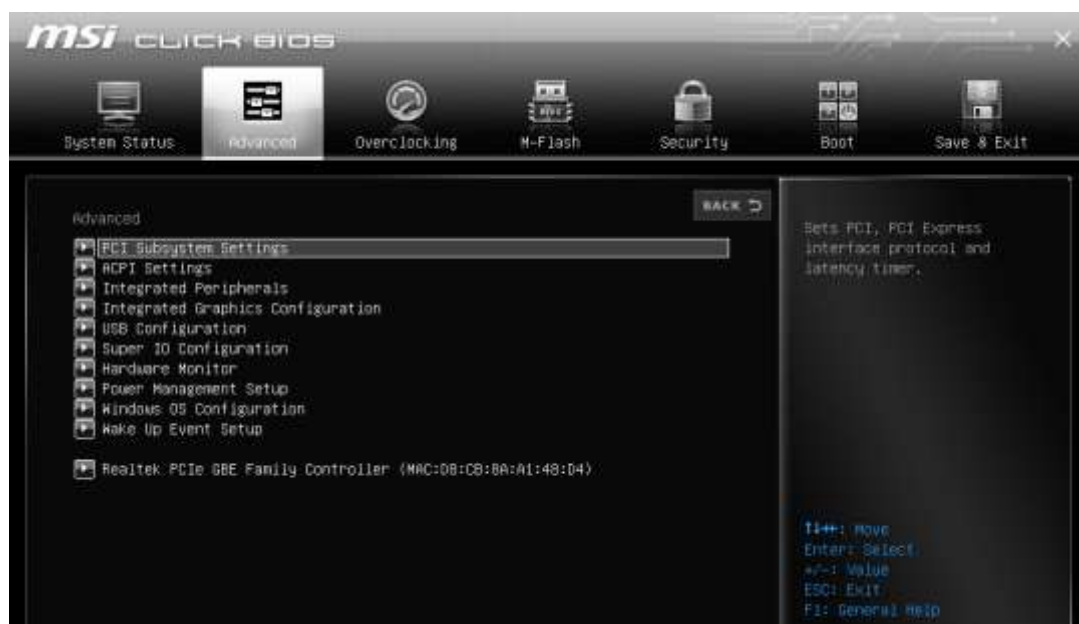 msi CLICK BIOS
System Status
Advanced
Overclocking
M-Flash
Security
Boot
Save & Exit
Advanced
BACK
PCI Subsystem Settings
ACPI Settings
Integrated Peripherals
Integrated Graphics Configuration
USB Configuration
Super IO Configuration
Hardware Monitor
Power Management Setup
Windows OS Configuration
Wake Up Event Setup
Realtek PCIe GBE Family Controller (MAC:D8:CB:8A:A1:48:D4)
Sets PCI, PCI Express
interface protocol and
latency timer.
↑↓→←: Move
Enter: Select
+/-: Value
ESC: Exit
F1: General Help